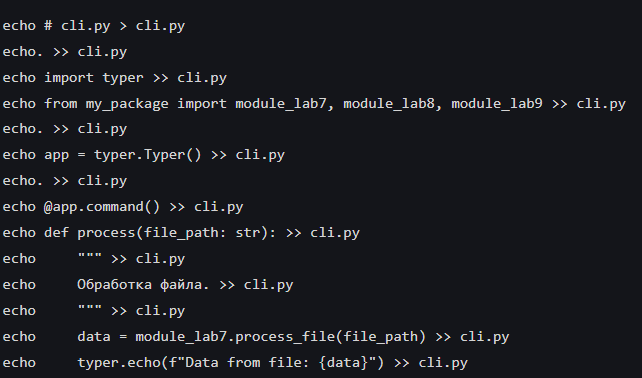 echo # cli.py > cli.py
echo. >> cli.py
echo import typer >> cli.py
echo from my_package import module_lab7, module_lab8, module_lab9 >> cli.py
echo. >> cli.py
echo app = typer.Typer() >> cli.py
echo. >> cli.py
echo @app.command() >> cli.py
echo def process(file_path: str): >> cli.py
echo     """ >> cli.py
echo     Обработка файла. >> cli.py
echo     """ >> cli.py
echo     data = module_lab7.process_file(file_path) >> cli.py
echo     typer.echo(f"Data from file: {data}") >> cli.py